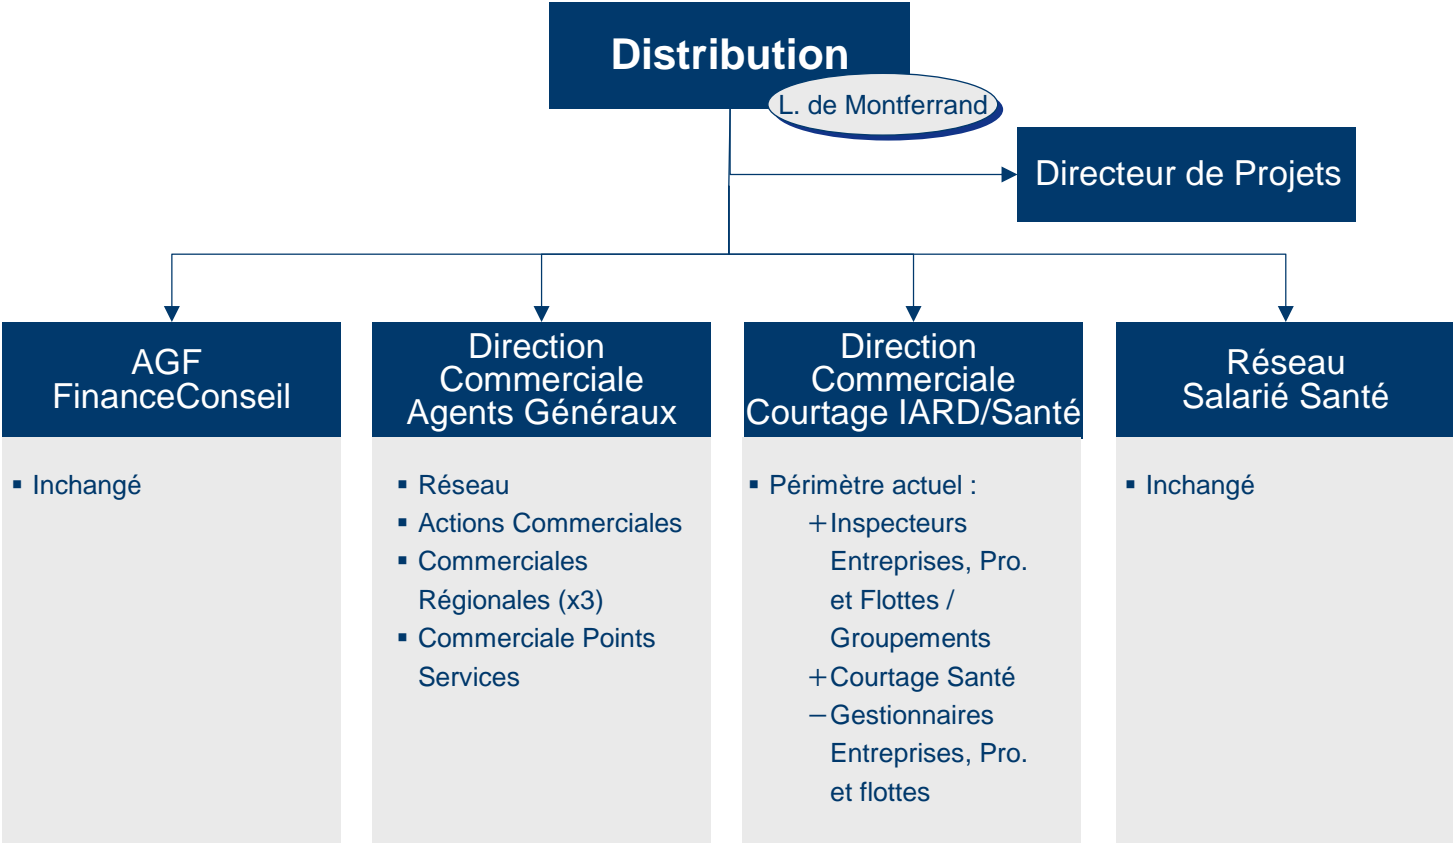 Distribution
L. de Montferrand
Directeur de Projets
AGF
FinanceConseil
▪ Inchangé
Direction
Commerciale
Agents Généraux
▪ Réseau
▪ Actions Commerciales
▪ Commerciales
Régionales (x3)
▪ Commerciale Points
Services
Direction
Commerciale
Courtage IARD/Santé
▪ Périmètre actuel :
+Inspecteurs
Entreprises, Pro.
et Flottes /
Groupements
+Courtage Santé
−Gestionnaires
Entreprises, Pro.
et flottes
Réseau
Salarié Santé
▪ Inchangé